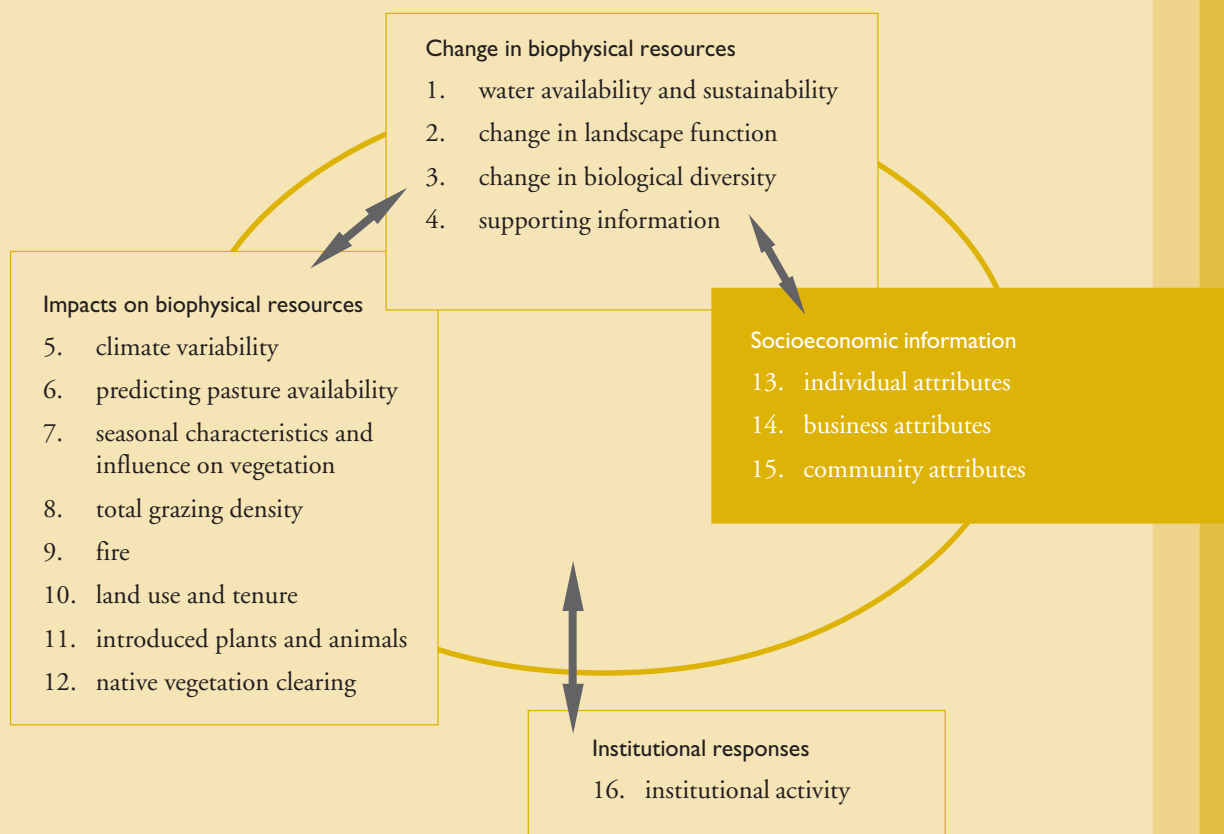 Change in biophysical resources
1. water availability and sustainability
2. change in landscape function
3. change in biological diversity
4. supporting information
Impacts on biophysical resources
5. climate variability
6. predicting pasture availability
7. seasonal characteristics and
influence on vegetation
8. total grazing density
9. fire
10. land use and tenure
11. introduced plants and animals
12. native vegetation clearing
Socioeconomic information
13. individual attributes
14. business attributes
15. community attributes
Institutional responses
16. institutional activity